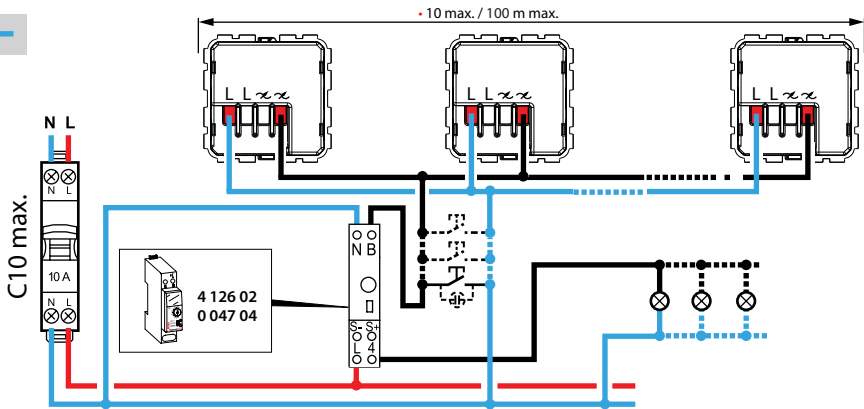 • 10 max. / 100 m max.
L L ≁ ≁
L L ≁ ≁
L L ≁ ≁
N L
N L
10 A
N L
C10 max.
N B
4 126 02
0 047 04
S- S+
L 4